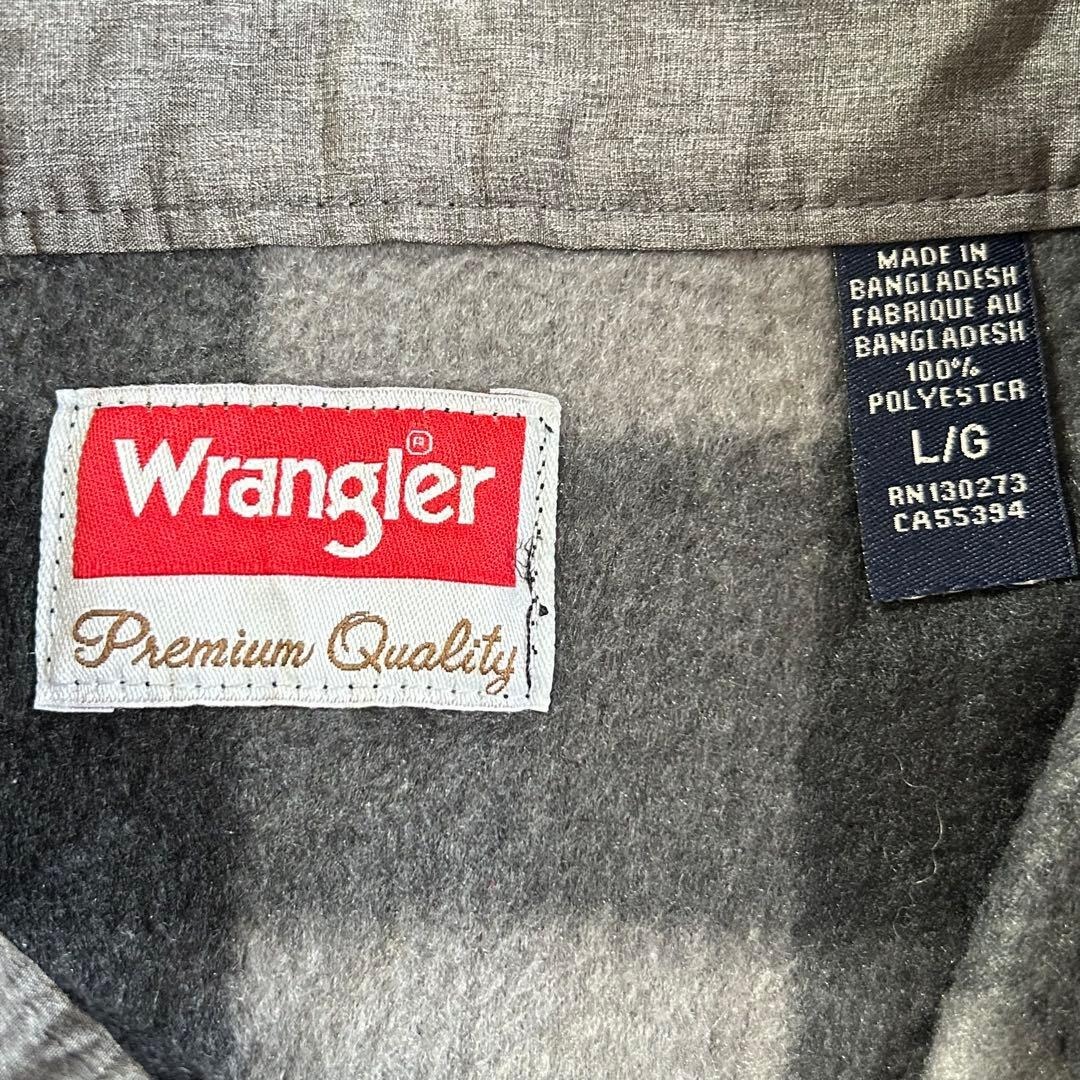 Wrangler®
Premium Quality
MADE IN
BANGLADESH
FABRIQUE AU
BANGLADESH
100%
POLYESTER
L/G
RN130273
CA55394